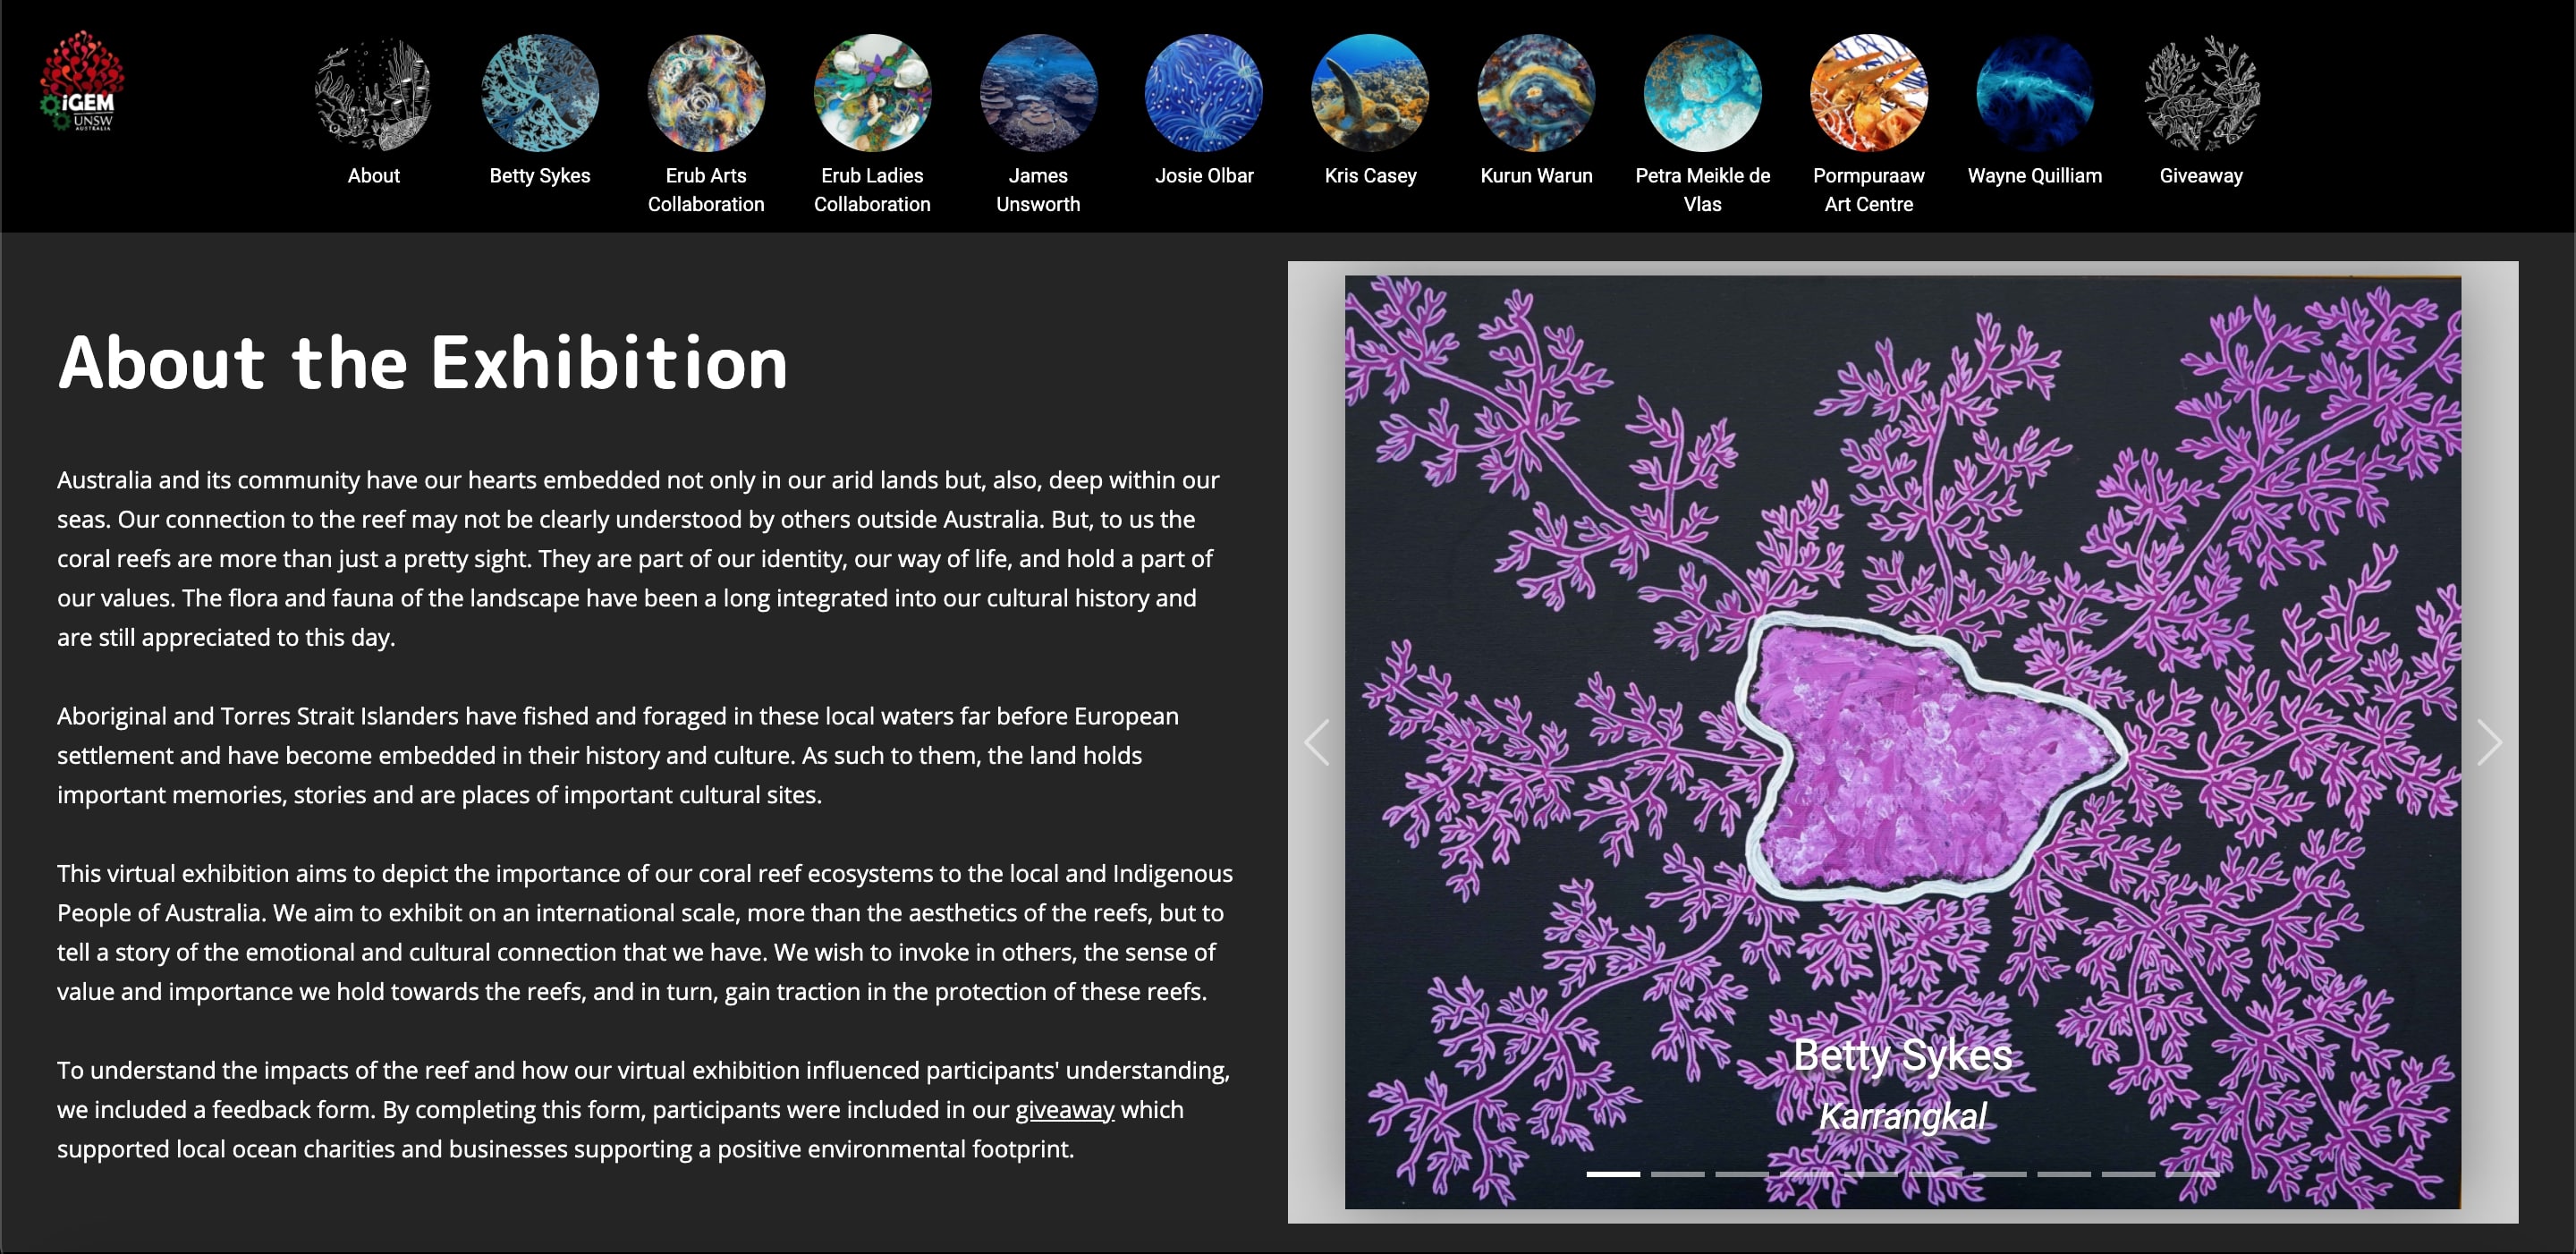 iGEM
UNSW
AUSTRALIA
About
Betty Sykes
Erub Arts
Collaboration
Erub Ladies
Collaboration
James
Unsworth
Josie Olbar
Kris Casey
Kurun Warun
Petra Meikle de
Vlas
Pormpuraaw
Art Centre
Wayne Quilliam
Giveaway
About the Exhibition
Australia and its community have our hearts embedded not only in our arid lands but, also, deep within our
seas. Our connection to the reef may not be clearly understood by others outside Australia. But, to us the
coral reefs are more than just a pretty sight. They are part of our identity, our way of life, and hold a part of
our values. The flora and fauna of the landscape have been a long integrated into our cultural history and
are still appreciated to this day.
Aboriginal and Torres Strait Islanders have fished and foraged in these local waters far before European
settlement and have become embedded in their history and culture. As such to them, the land holds
important memories, stories and are places of important cultural sites.
This virtual exhibition aims to depict the importance of our coral reef ecosystems to the local and Indigenous
People of Australia. We aim to exhibit on an international scale, more than the aesthetics of the reefs, but to
tell a story of the emotional and cultural connection that we have. We wish to invoke in others, the sense of
value and importance we hold towards the reefs, and in turn, gain traction in the protection of these reefs.
To understand the impacts of the reef and how our virtual exhibition influenced participants' understanding,
we included a feedback form. By completing this form, participants were included in our giveaway which
supported local ocean charities and businesses supporting a positive environmental footprint.
Betty Sykes
Karrangkal